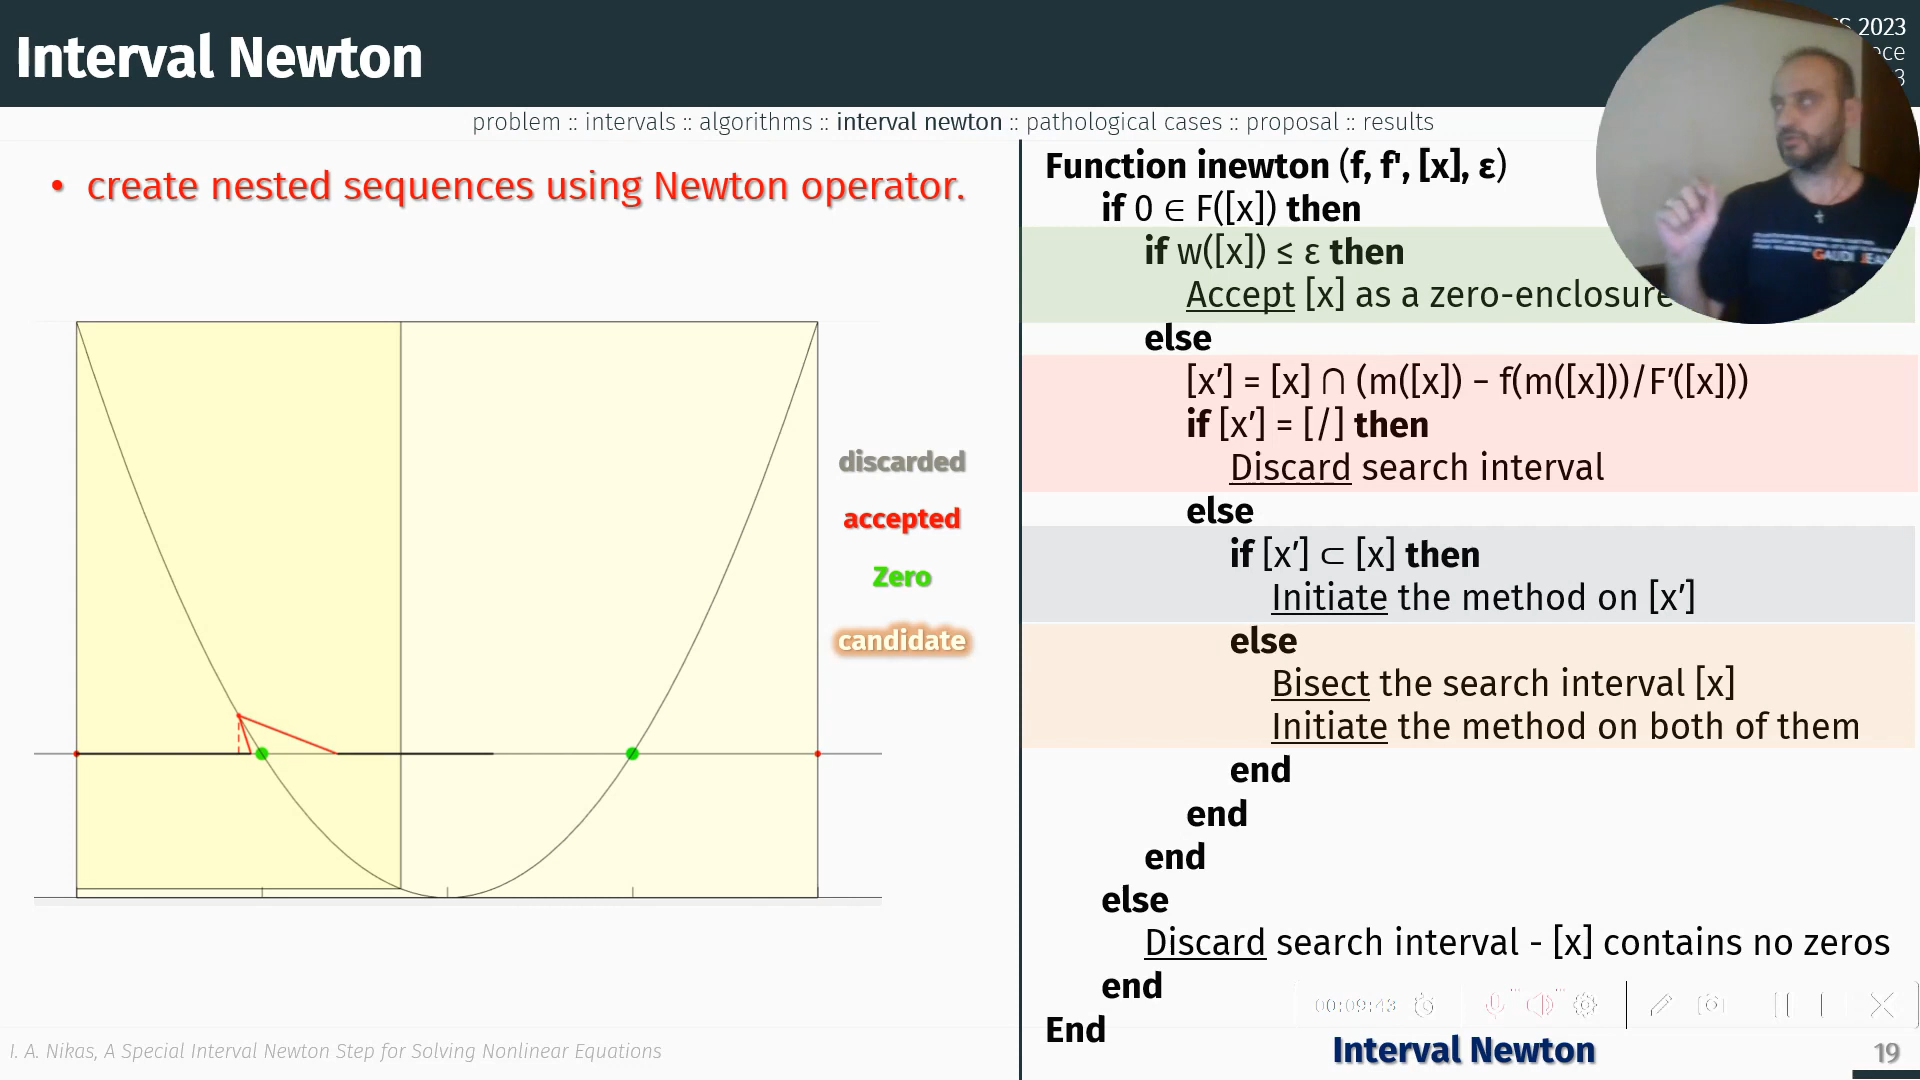 Interval Newton
2023
problem :: intervals :: algorithms :: interval newton :: pathological cases :: proposal :: results
• create nested sequences using Newton operator.
discarded
accepted
Zero
candidate
Function inewton (f, f', [x], ε)
if 0 ∈ F([x]) then
if w([x]) ≤ ε then
Accept [x] as a zero-enclosure
else
[x′] = [x] ∩ (m([x]) – f(m([x]))/F′([x]))
if [x′] = [/] then
Discard search interval
else
if [x′] ⊂ [x] then
Initiate the method on [x′]
else
Bisect the search interval [x]
Initiate the method on both of them
end
end
end
else
Discard search interval - [x] contains no zeros
end
End
00:09:43
I. A. Nikas, A Special Interval Newton Step for Solving Nonlinear Equations
Interval Newton
19